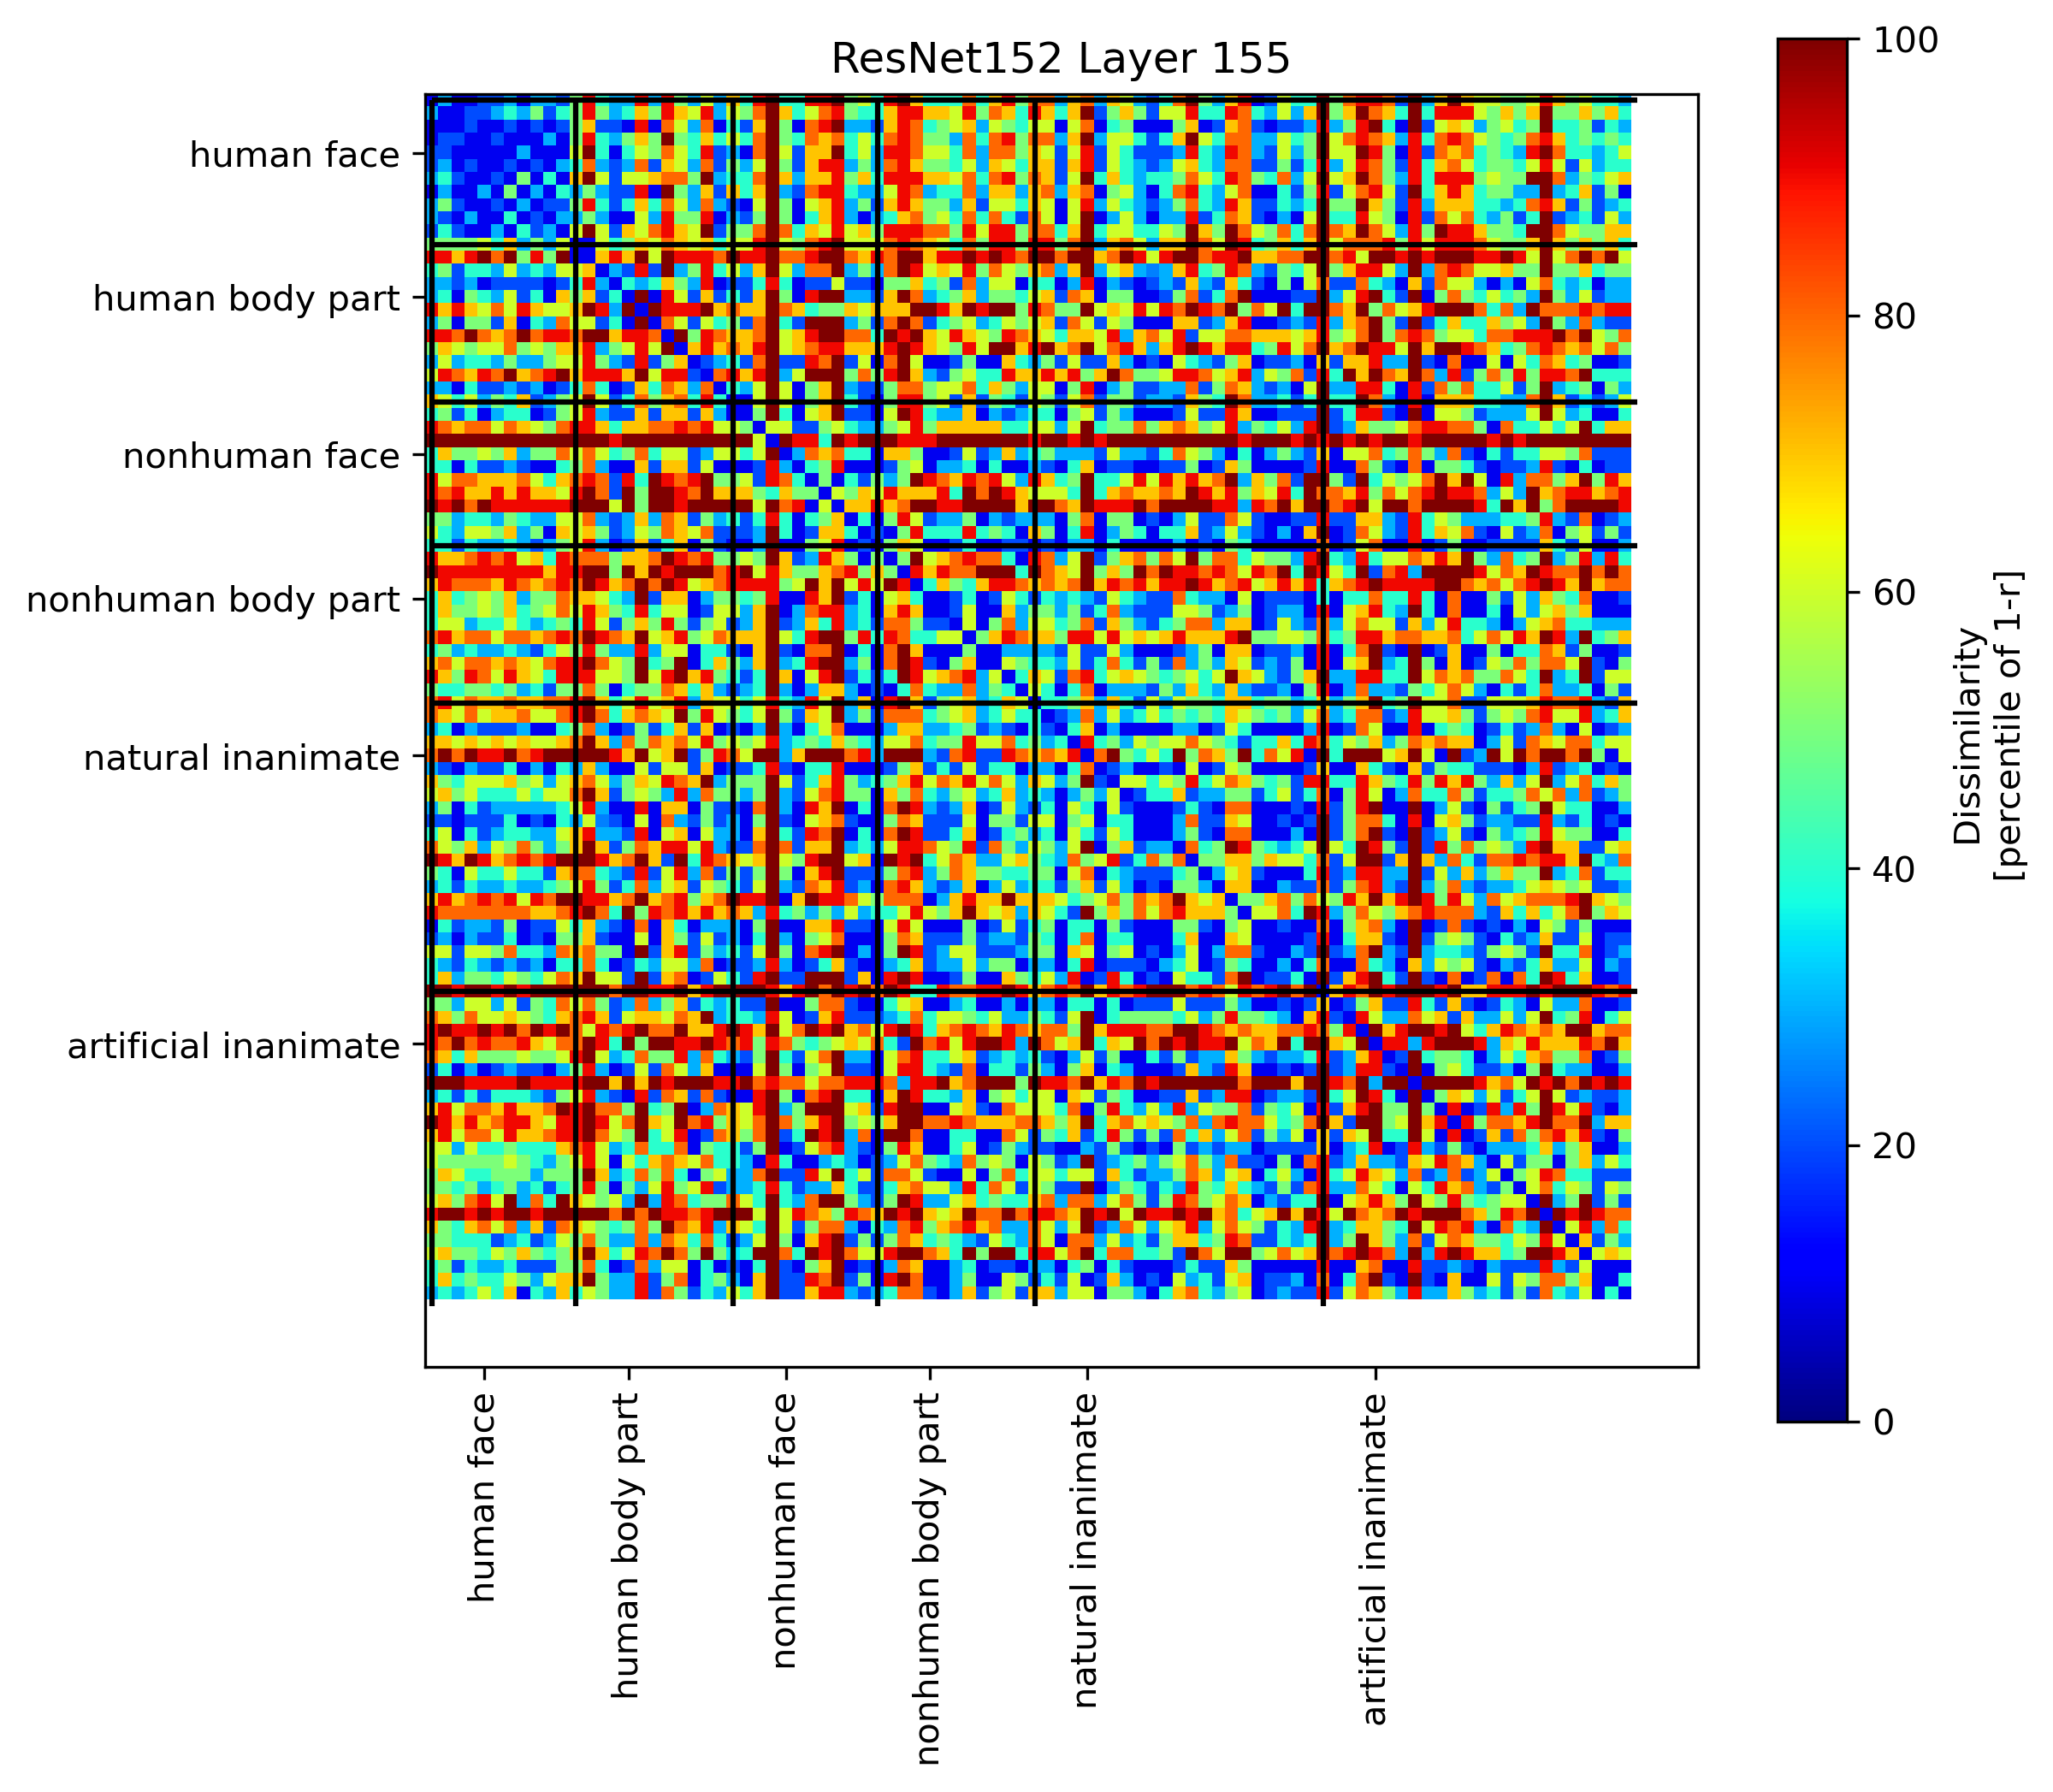 ResNet152 Layer 155
human face
human body part
nonhuman face
nonhuman body part
natural inanimate
artificial inanimate
human face
human body part
nonhuman face
nonhuman body part
natural inanimate
artificial inanimate
100
80
60
40
20
0
Dissimilarity
[percentile of 1-r]